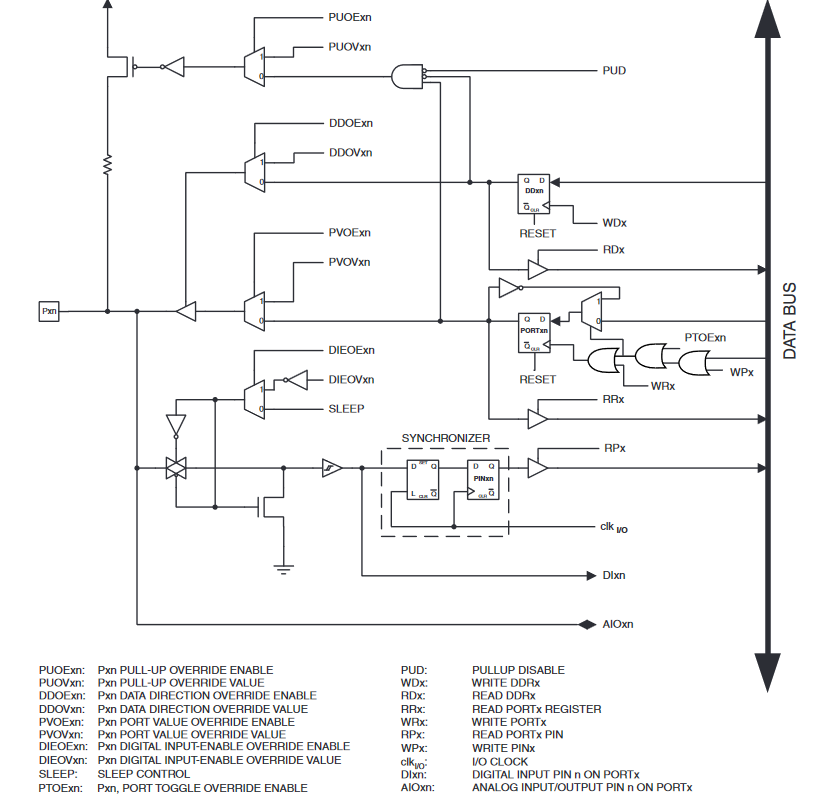 PUOExn
PUOVxn
1
0
PUD
DDOExn
DDOVxn
1
0
Q D
DDxn
Q CLR
WDx
RESET
RDx
PVOExn
PVOVxn
1
0
1
0
Pxn
Q D
PORTxn
Q CLR
PTOExn
DATA BUS
DIEOExn
RESET
WPx
DIEOVxn
WRx
1
0
SLEEP
RRx
SYNCHRONIZER
RPx
D SET Q
D Q
PINxn
L CLR Q
CLR Q
clk I/O
DIxn
AIOxn
PUOExn: Pxn PULL-UP OVERRIDE ENABLE
PUOVxn: Pxn PULL-UP OVERRIDE VALUE
DDOExn: Pxn DATA DIRECTION OVERRIDE ENABLE
DDOVxn: Pxn DATA DIRECTION OVERRIDE VALUE
PVOExn: Pxn PORT VALUE OVERRIDE ENABLE
PVOVxn: Pxn PORT VALUE OVERRIDE VALUE
DIEOExn: Pxn DIGITAL INPUT-ENABLE OVERRIDE ENABLE
DIEOVxn: Pxn DIGITAL INPUT-ENABLE OVERRIDE VALUE
SLEEP: SLEEP CONTROL
PTOExn: Pxn, PORT TOGGLE OVERRIDE ENABLE
PUD: PULLUP DISABLE
WDx: WRITE DDRx
RDx: READ DDRx
RRx: READ PORTx REGISTER
WRx: WRITE PORTx
RPx: READ PORTx PIN
WPx: WRITE PINx
clkI/O: I/O CLOCK
DIxn: DIGITAL INPUT PIN n ON PORTx
AIOxn: ANALOG INPUT/OUTPUT PIN n ON PORTx